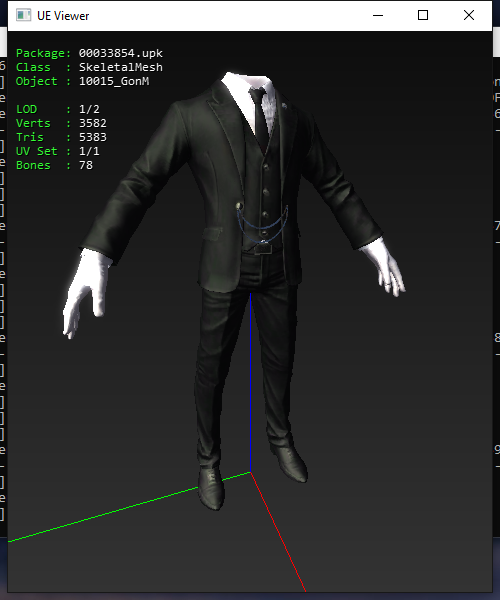 UE Viewer
Package: 00033854.upk
Class  : SkeletalMesh
Object : 10015_GonM
LOD    : 1/2
Verts  : 3582
Tris   : 5383
UV Set : 1/1
Bones  : 78